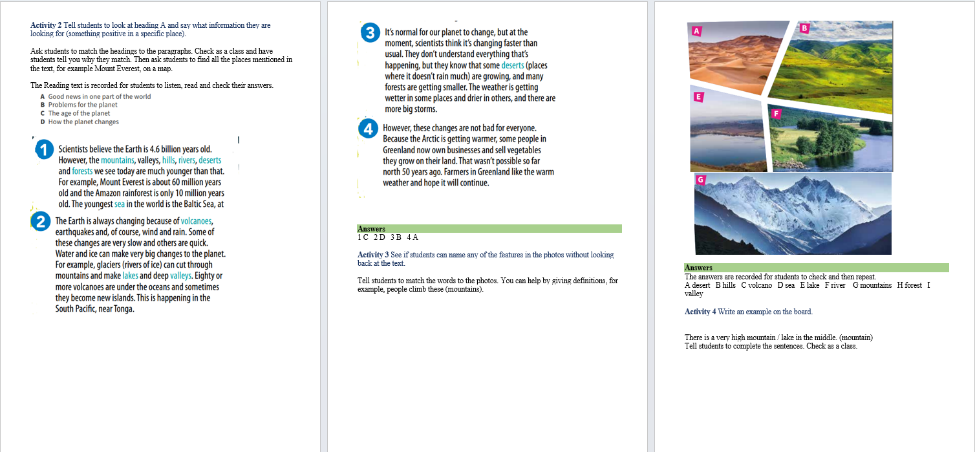 Activity 2 Tell students to look at heading A and say what information they are
looking for (something positive in a specific place).
Ask students to match the headings to the paragraphs. Check as a class and have
students tell you why they match. Then ask students to find all the places mentioned in
the text, for example Mount Everest, on a map.
The Reading text is recorded for students to listen, read and check their answers.
A Good news in one part of the world
B Problems for the planet
C The age of the planet
D How the planet changes
1 Scientists believe the Earth is 4.6 billion years old.
However, the mountains, valleys, hills, rivers, deserts
and forests we see today are much younger than that.
For example, Mount Everest is about 60 million years
old and the Amazon rainforest is only 10 million years
old. The youngest sea in the world is the Baltic Sea, at
2 The Earth is always changing because of volcanoes,
earthquakes and, of course, wind and rain. Some of
these changes are very slow and others are quick.
Water and ice can make very big changes to the planet.
For example, glaciers (rivers of ice) can cut through
mountains and make lakes and deep valleys. Eighty or
more volcanoes are under the oceans and sometimes
they become new islands. This is happening in the
South Pacific, near Tonga.
3 It's normal for our planet to change, but at the
moment, scientists think it's changing faster than
usual. They don't understand everything that's
happening, but they know that some deserts (places
where it doesn't rain much) are growing, and many
forests are getting smaller. The weather is getting
wetter in some places and drier in others, and there are
more big storms.
4 However, these changes are not bad for everyone.
Because the Arctic is getting warmer, some people in
Greenland now own businesses and sell vegetables
they grow on their land. That wasn't possible so far
north 50 years ago. Farmers in Greenland like the warm
weather and hope it will continue.
Answers
1 C 2 D 3 B 4 A
Activity 3 See if students can name any of the features in the photos without looking
back at the text.
Tell students to match the words to the photos. You can help by giving definitions, for
example, people climb these (mountains).
A
B
E
F
G
Answers
The answers are recorded for students to check and then repeat.
A desert B hills C volcano D sea E lake F river G mountains H forest I
valley
Activity 4 Write an example on the board.
There is a very high mountain / lake in the middle. (mountain)
Tell students to complete the sentences. Check as a class.